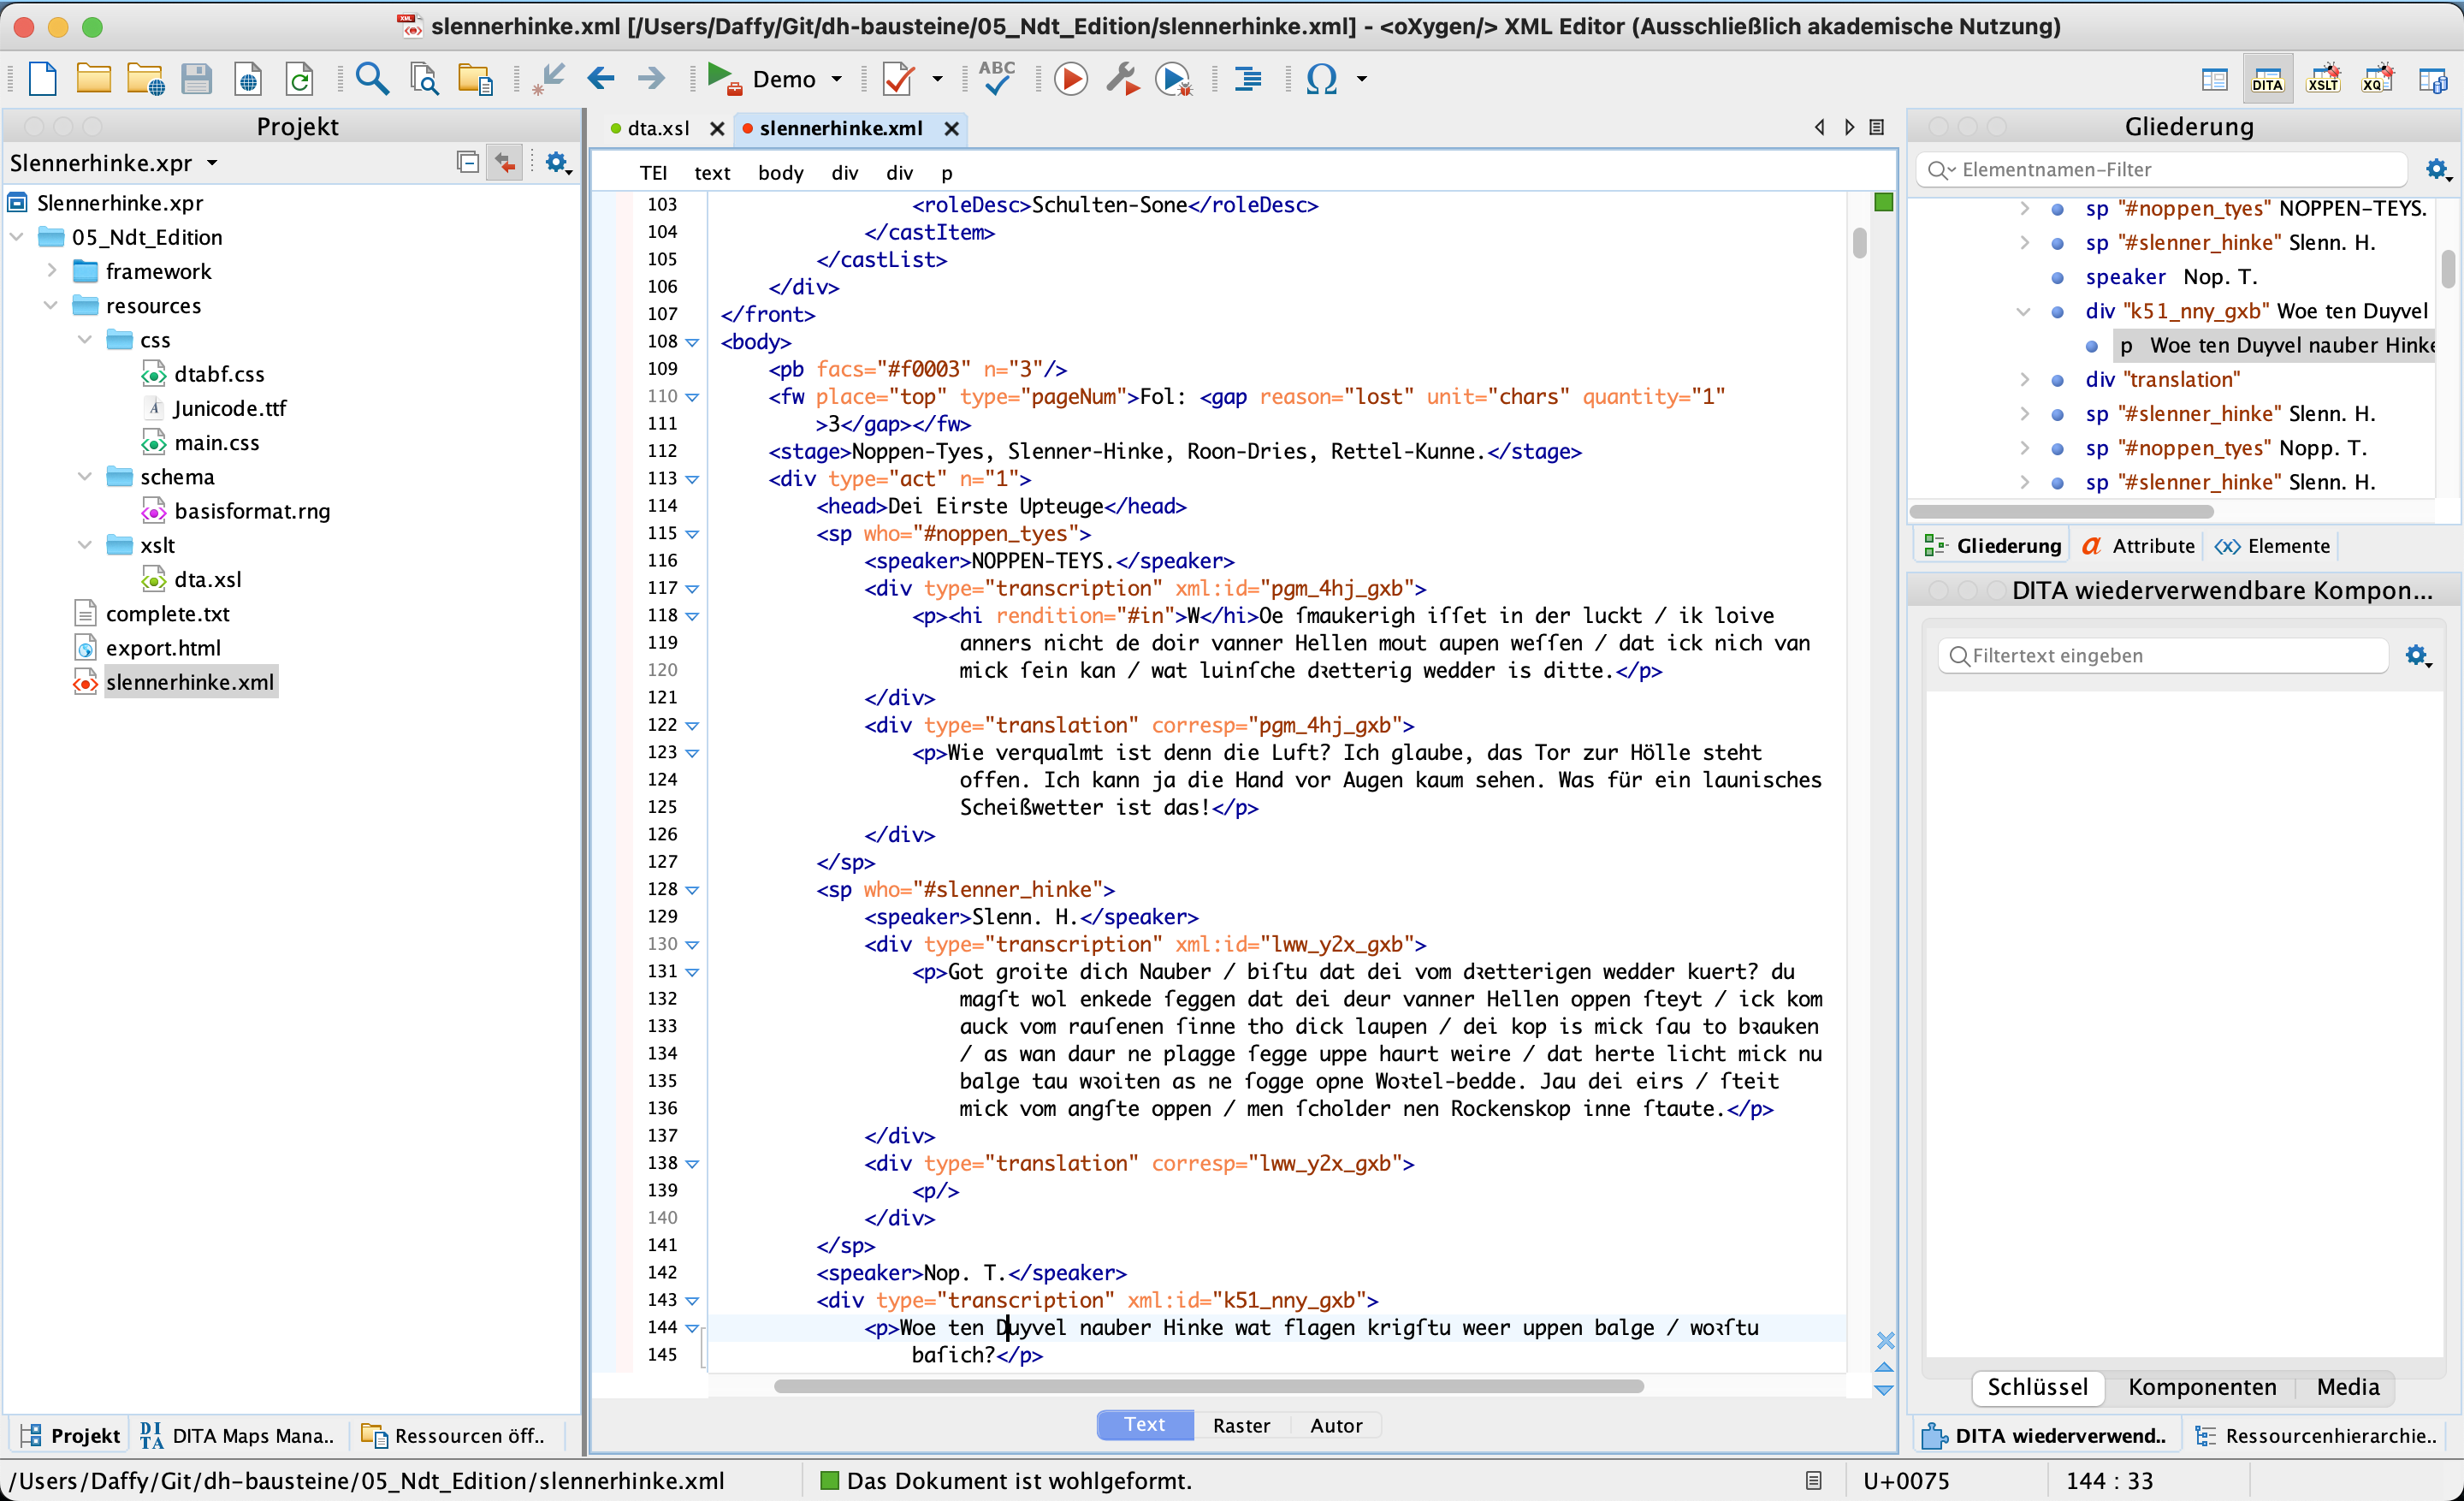 slennerhinke.xml [/Users/Daffy/Git/dh-bausteine/05_Ndt_Edition/slennerhinke.xml] - <oXygen/> XML Editor (Ausschließlich akademische Nutzung)
Demo
ABC
DITA
XSLT
XQ
Projekt
Slennerhinke.xpr
Slennerhinke.xpr
05_Ndt_Edition
framework
resources
css
dtabf.css
Junicode.ttf
main.css
schema
basisformat.rng
xslt
dta.xsl
complete.txt
export.html
slennerhinke.xml
Projekt
DITA Maps Mana..
Ressourcen öff..
dta.xsl
slennerhinke.xml
TEI text body div div p
103 <roleDesc>Schulten-Sone</roleDesc>
104 </castItem>
105 </castList>
106 </div>
107 </front>
108 <body>
109 <pb facs="#f0003" n="3"/>
110 <fw place="top" type="pageNum">Fol: <gap reason="lost" unit="chars" quantity="1"
111 >3</gap></fw>
112 <stage>Noppen-Tyes, Slenner-Hinke, Roon-Dries, Rettel-Kunne.</stage>
113 <div type="act" n="1">
114 <head>Dei Eirste Upteuge</head>
115 <sp who="#noppen_tyes">
116 <speaker>NOPPEN-TEYS.</speaker>
117 <div type="transcription" xml:id="pgm_4hj_gxb">
118 <p><hi rendition="#in">W</hi>Oe ſmaukerigh iſſet in der luckt / ik loive
119 anners nicht de doir vanner Hellen mout aupen weſſen / dat ick nich van
120 mick ſein kan / wat luinſche dꝛetterig wedder is ditte.</p>
121 </div>
122 <div type="translation" corresp="pgm_4hj_gxb">
123 <p>Wie verqualmt ist denn die Luft? Ich glaube, das Tor zur Hölle steht
124 offen. Ich kann ja die Hand vor Augen kaum sehen. Was für ein launisches
125 Scheißwetter ist das!</p>
126 </div>
127 </sp>
128 <sp who="#slenner_hinke">
129 <speaker>Slenn. H.</speaker>
130 <div type="transcription" xml:id="lww_y2x_gxb">
131 <p>Got groite dich Nauber / biſtu dat dei vom dꝛetterigen wedder kuert? du
132 magſt wol enkede ſeggen dat dei deur vanner Hellen oppen ſteyt / ick kom
133 auck vom rauſenen ſinne tho dick laupen / dei kop is mick ſau to bꝛauken
134 / as wan daur ne plagge ſegge uppe haurt weire / dat herte licht mick nu
135 balge tau wꝛoiten as ne ſogge opne Woꝛtel-bedde. Jau dei eirs / ſteit
136 mick vom angſte oppen / men ſcholder nen Rockenskop inne ſtaute.</p>
137 </div>
138 <div type="translation" corresp="lww_y2x_gxb">
139 <p/>
140 </div>
141 </sp>
142 <speaker>Nop. T.</speaker>
143 <div type="transcription" xml:id="k51_nny_gxb">
144 <p>Woe ten Duyvel nauber Hinke wat flagen krigſtu weer uppen balge / woꝛſtu
145 baſich?</p>
Text Raster Autor
Gliederung
Elementnamen-Filter
sp "#noppen_tyes" NOPPEN-TEYS.
sp "#slenner_hinke" Slenn. H.
speaker Nop. T.
div "k51_nny_gxb" Woe ten Duyvel
p Woe ten Duyvel nauber Hinke
div "translation"
sp "#slenner_hinke" Slenn. H.
sp "#noppen_tyes" Nopp. T.
sp "#slenner_hinke" Slenn. H.
Gliederung
Attribute
Elemente
DITA wiederverwendbare Kompon...
Filtertext eingeben
Schlüssel Komponenten Media
DITA wiederverwend..
Ressourcenhierarchie..
/Users/Daffy/Git/dh-bausteine/05_Ndt_Edition/slennerhinke.xml
Das Dokument ist wohlgeformt.
U+0075
144 : 33